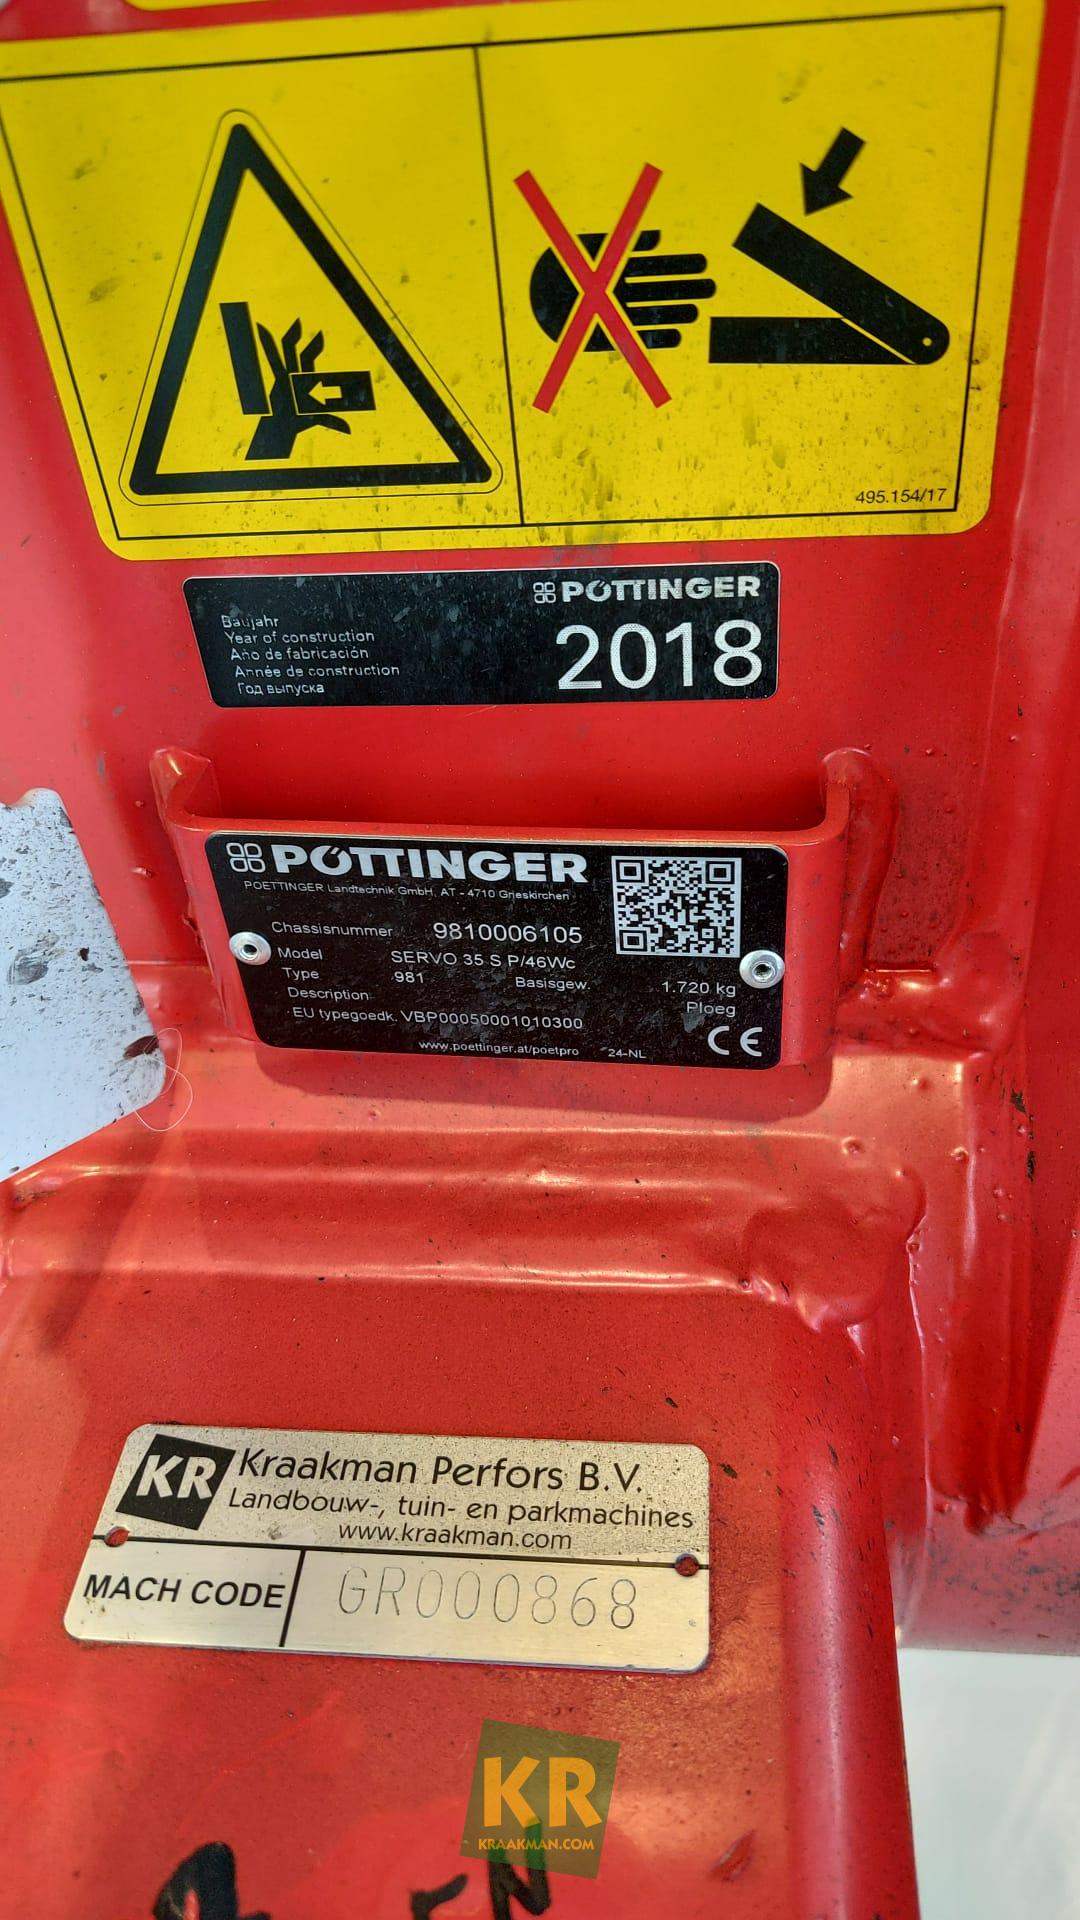 495.154/17
PÖTTINGER
Baujahr
Year of construction
Año de fabricación
Année de construction
Год выпуска
2018
PÖTTINGER
POETTINGER Landtechnik GmbH, AT - 4710 Grieskirchen
Chassisnummer 9810006105
Model SERVO 35 S P/46Wc
Type 981 Basisgew. 1.720 kg
Description Ploeg
EU typegoedk. VBP00050001010300
www.poettinger.at/poetpro 24-NL
CE
KR Kraakman Perfors B.V.
Landbouw-, tuin- en parkmachines
www.kraakman.com
MACH CODE GR000868
KR
KRAAKMAN.COM